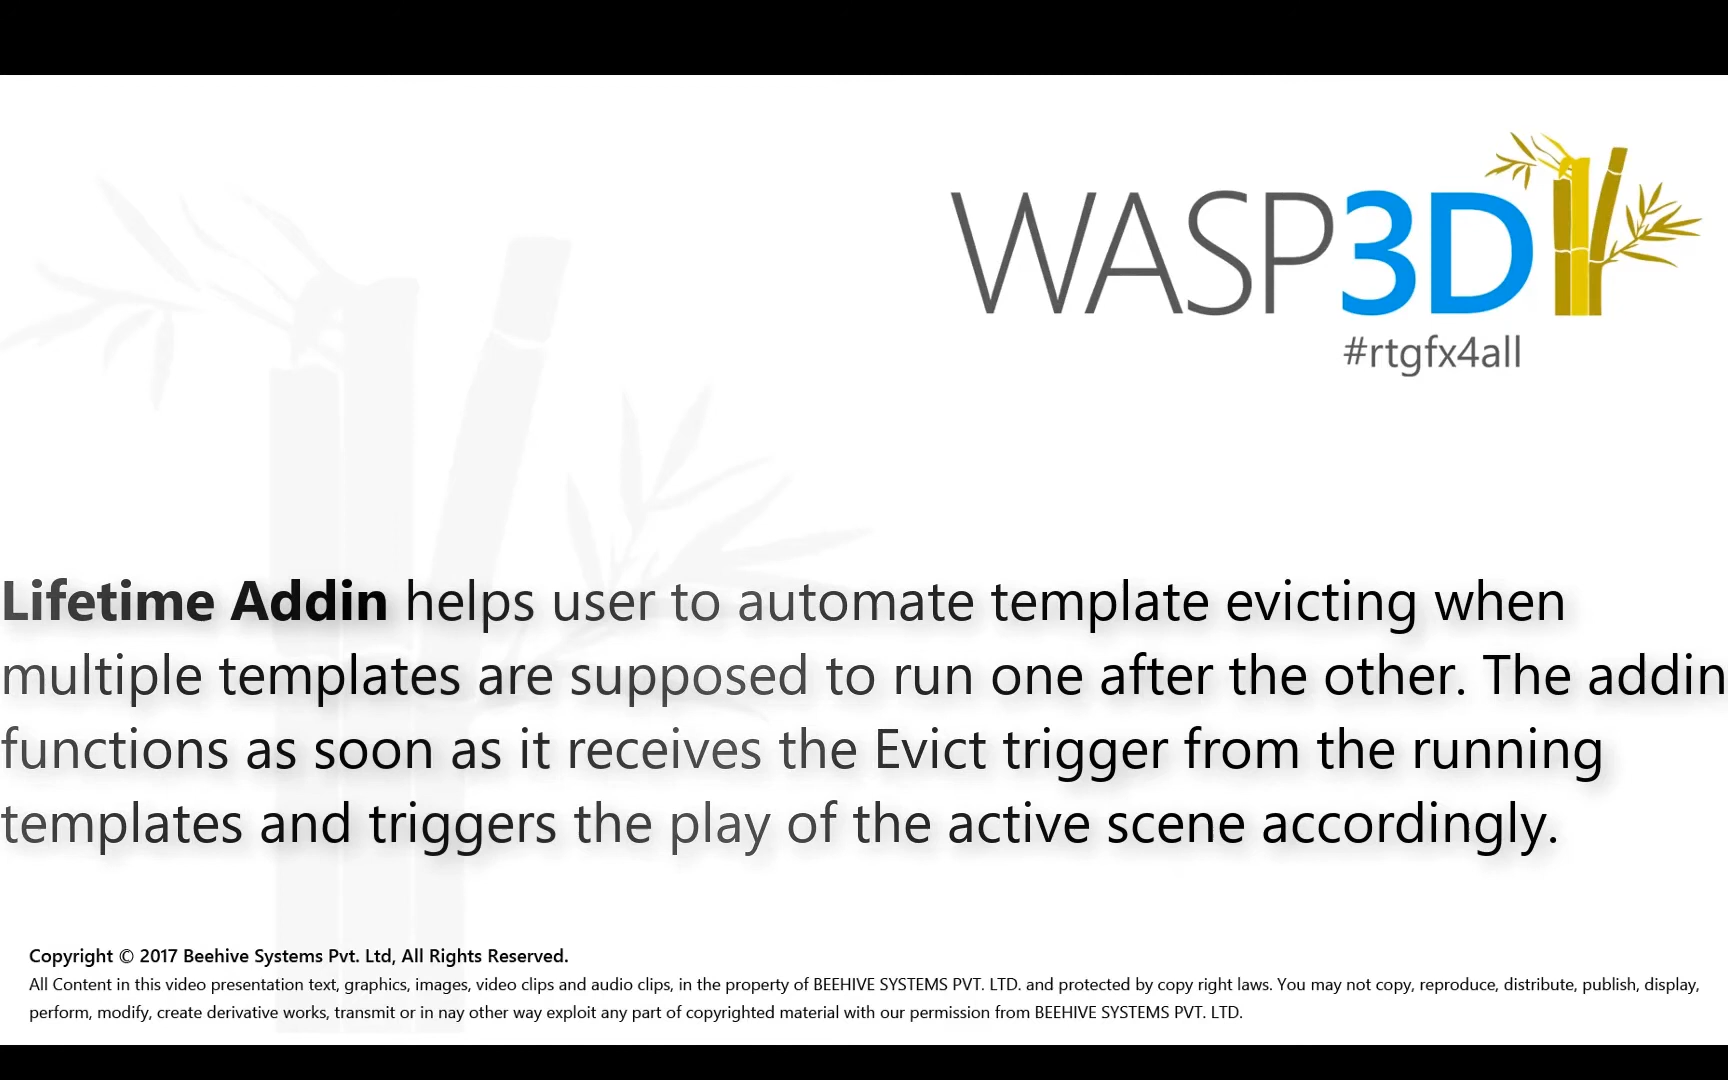 WASP3D
#rtgfx4all
Lifetime Addin helps user to automate template evicting when
multiple templates are supposed to run one after the other. The addin
functions as soon as it receives the Evict trigger from the running
templates and triggers the play of the active scene accordingly.
Copyright © 2017 Beehive Systems Pvt. Ltd, All Rights Reserved.
All Content in this video presentation text, graphics, images, video clips and audio clips, in the property of BEEHIVE SYSTEMS PVT. LTD. and protected by copy right laws. You may not copy, reproduce, distribute, publish, display,
perform, modify, create derivative works, transmit or in nay other way exploit any part of copyrighted material with our permission from BEEHIVE SYSTEMS PVT. LTD.